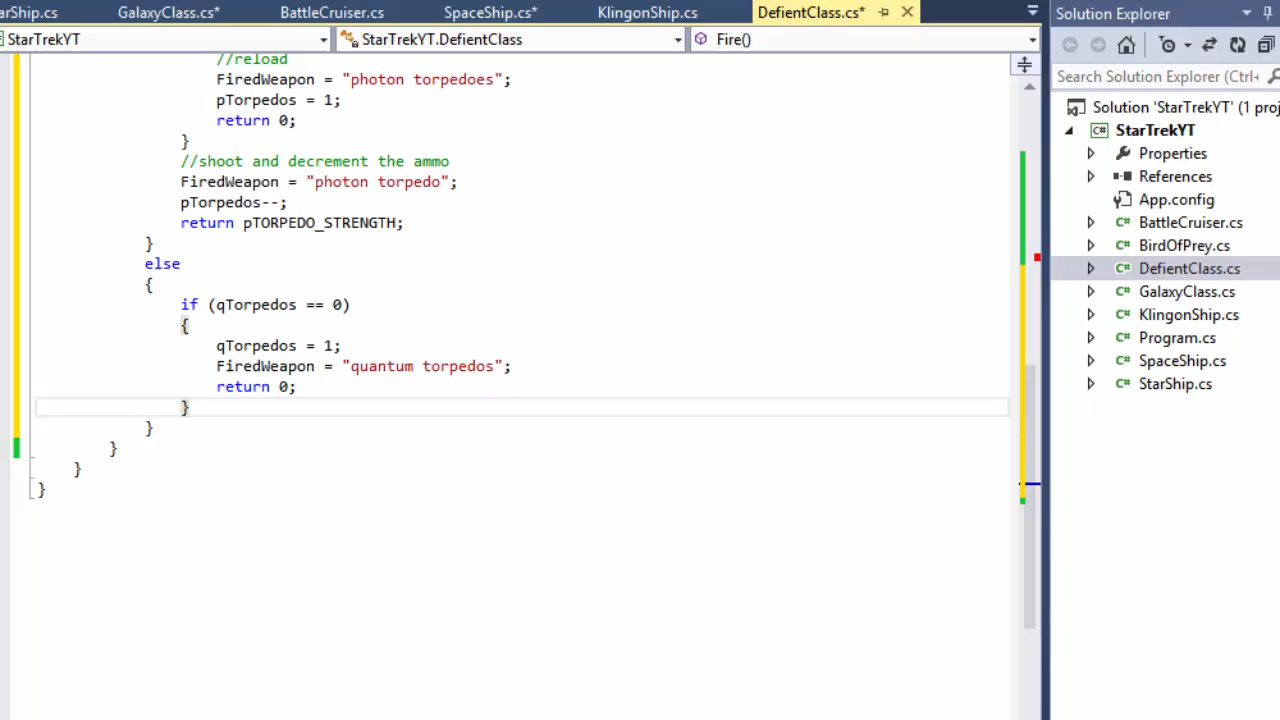 arShip.cs GalaxyClass.cs* BattleCruiser.cs SpaceShip.cs* KlingonShip.cs DefientClass.cs*
StarTrekYT StarTrekYT.DefientClass Fire()
//reload
FiredWeapon = "photon torpedoes";
pTorpedos = 1;
return 0;
}
//shoot and decrement the ammo
FiredWeapon = "photon torpedo";
pTorpedos--;
return pTORPEDO_STRENGTH;
}
else
{
if (qTorpedos == 0)
{
qTorpedos = 1;
FiredWeapon = "quantum torpedos";
return 0;
}
}
}
}
}
Solution Explorer
Search Solution Explorer (Ctrl+
Solution 'StarTrekYT' (1 proj
C# StarTrekYT
Properties
References
App.config
C# BattleCruiser.cs
C# BirdOfPrey.cs
C# DefientClass.cs
C# GalaxyClass.cs
C# KlingonShip.cs
C# Program.cs
C# SpaceShip.cs
C# StarShip.cs